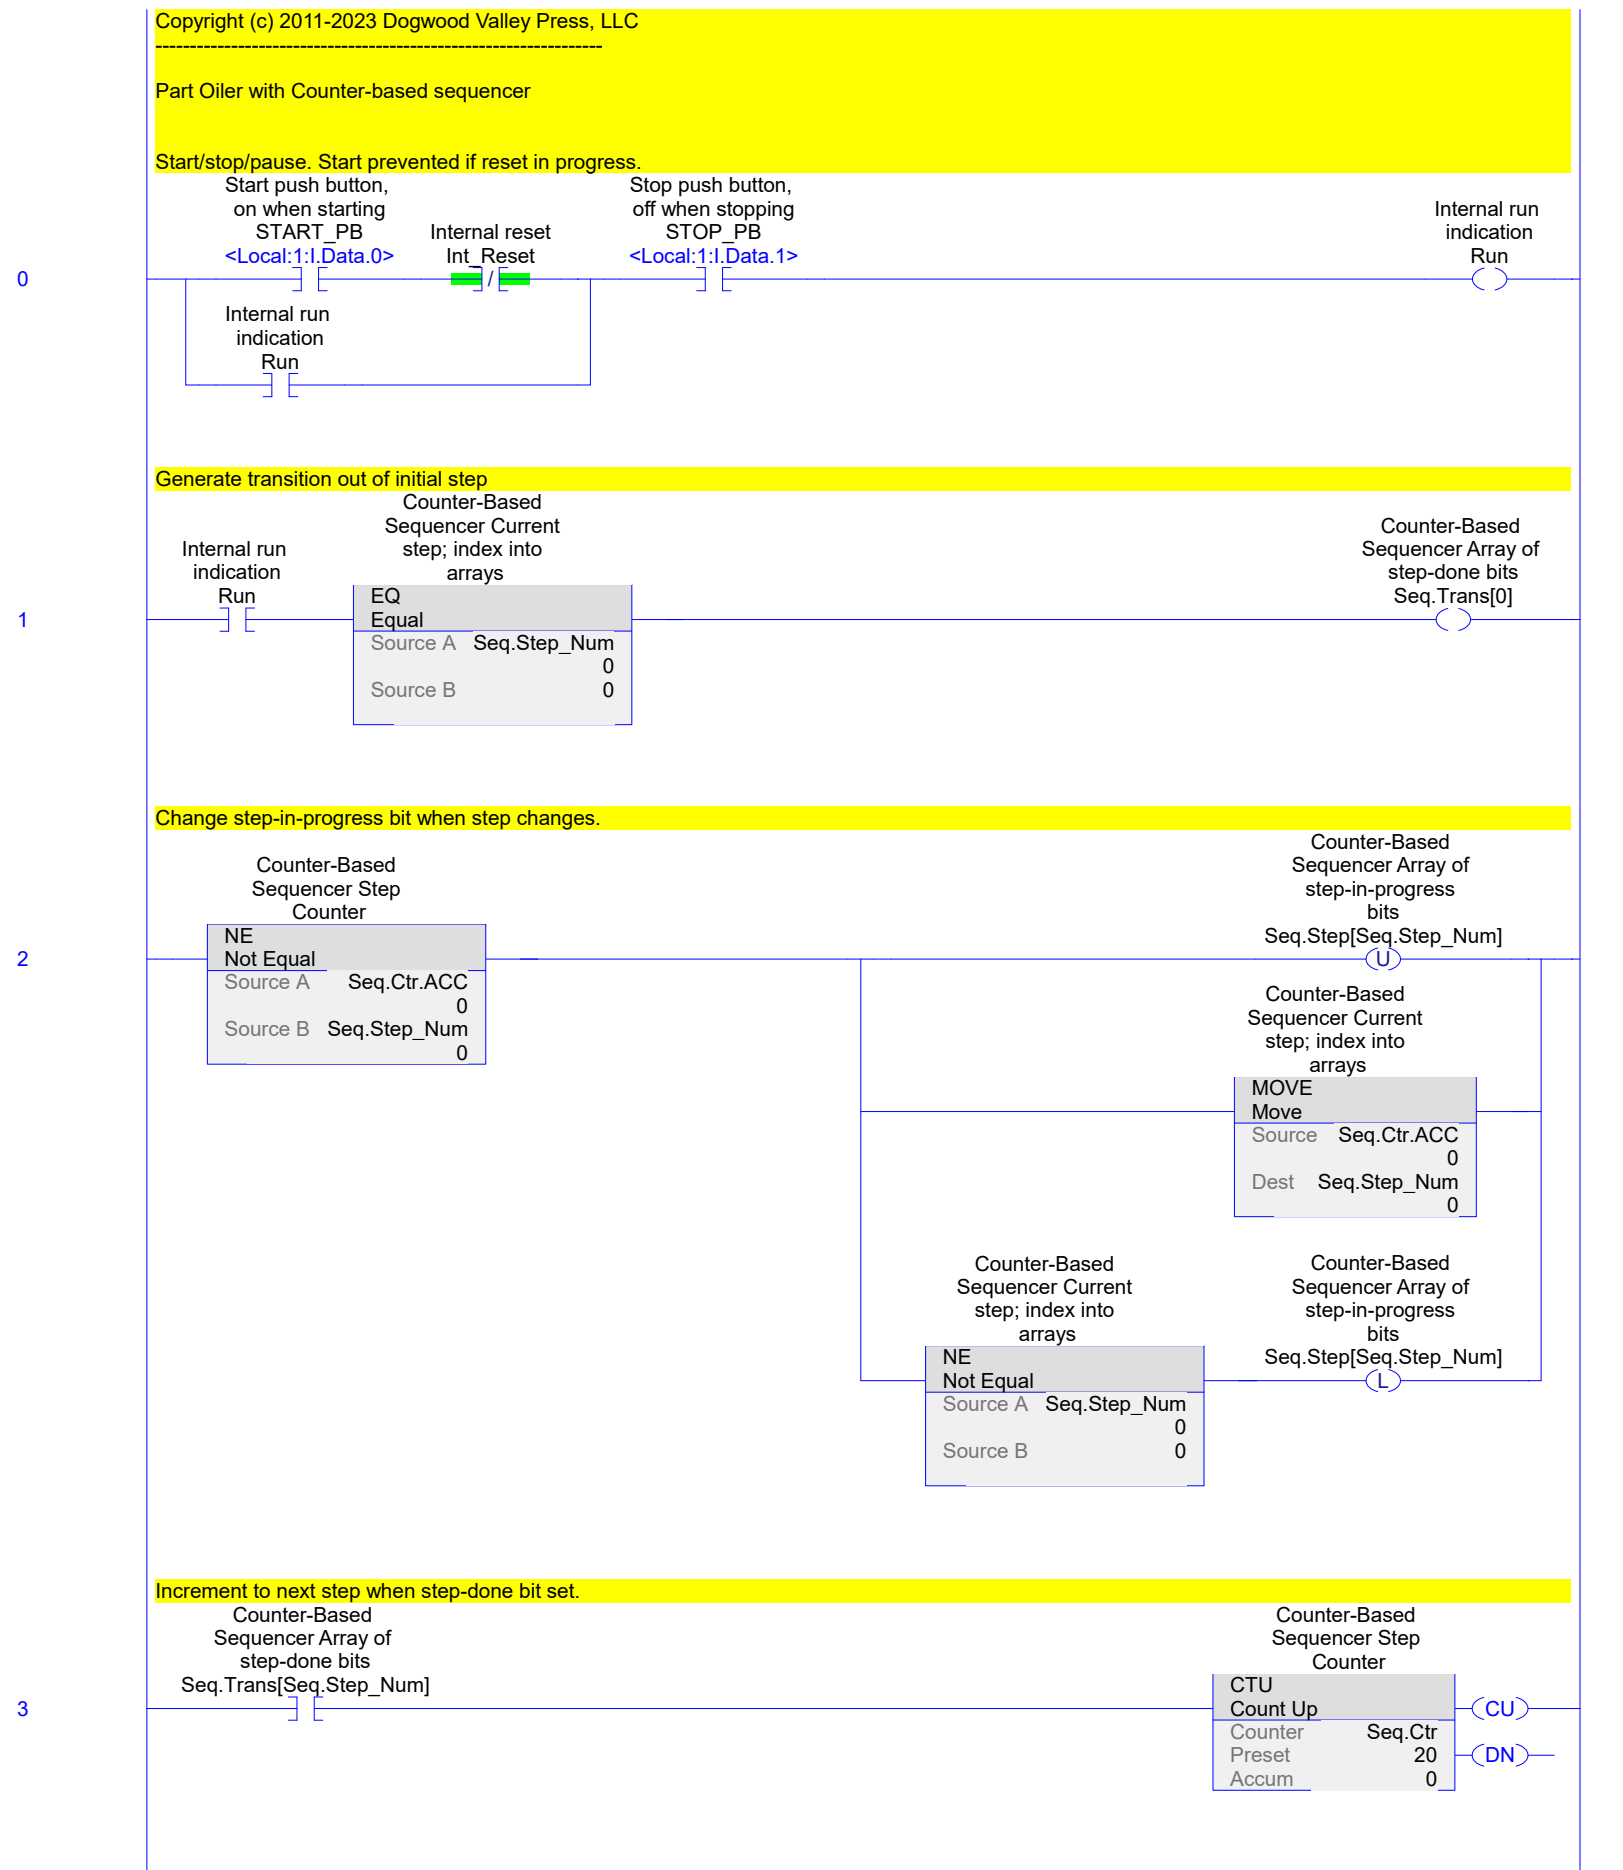 Copyright (c) 2011-2023 Dogwood Valley Press, LLC
-----------------------------------------------------------------
Part Oiler with Counter-based sequencer
Start/stop/pause. Start prevented if reset in progress.
Start push button,
on when starting
START_PB
<Local:1:I.Data.0>
Internal reset
Int_Reset
/
Stop push button,
off when stopping
STOP_PB
<Local:1:I.Data.1>
Internal run
indication
Run
0
Internal run
indication
Run
Generate transition out of initial step
Internal run
indication
Run
Counter-Based
Sequencer Current
step; index into
arrays
EQ
Equal
Source A Seq.Step_Num
0
Source B 0
Counter-Based
Sequencer Array of
step-done bits
Seq.Trans[0]
1
Change step-in-progress bit when step changes.
Counter-Based
Sequencer Step
Counter
NE
Not Equal
Source A Seq.Ctr.ACC
0
Source B Seq.Step_Num
0
2
Counter-Based
Sequencer Array of
step-in-progress
bits
Seq.Step[Seq.Step_Num]
U
Counter-Based
Sequencer Current
step; index into
arrays
MOVE
Move
Source Seq.Ctr.ACC
0
Dest Seq.Step_Num
0
Counter-Based
Sequencer Current
step; index into
arrays
NE
Not Equal
Source A Seq.Step_Num
0
Source B 0
Counter-Based
Sequencer Array of
step-in-progress
bits
Seq.Step[Seq.Step_Num]
L
Increment to next step when step-done bit set.
Counter-Based
Sequencer Array of
step-done bits
Seq.Trans[Seq.Step_Num]
3
Counter-Based
Sequencer Step
Counter
CTU
Count Up
Counter Seq.Ctr
Preset 20
Accum 0
CU
DN